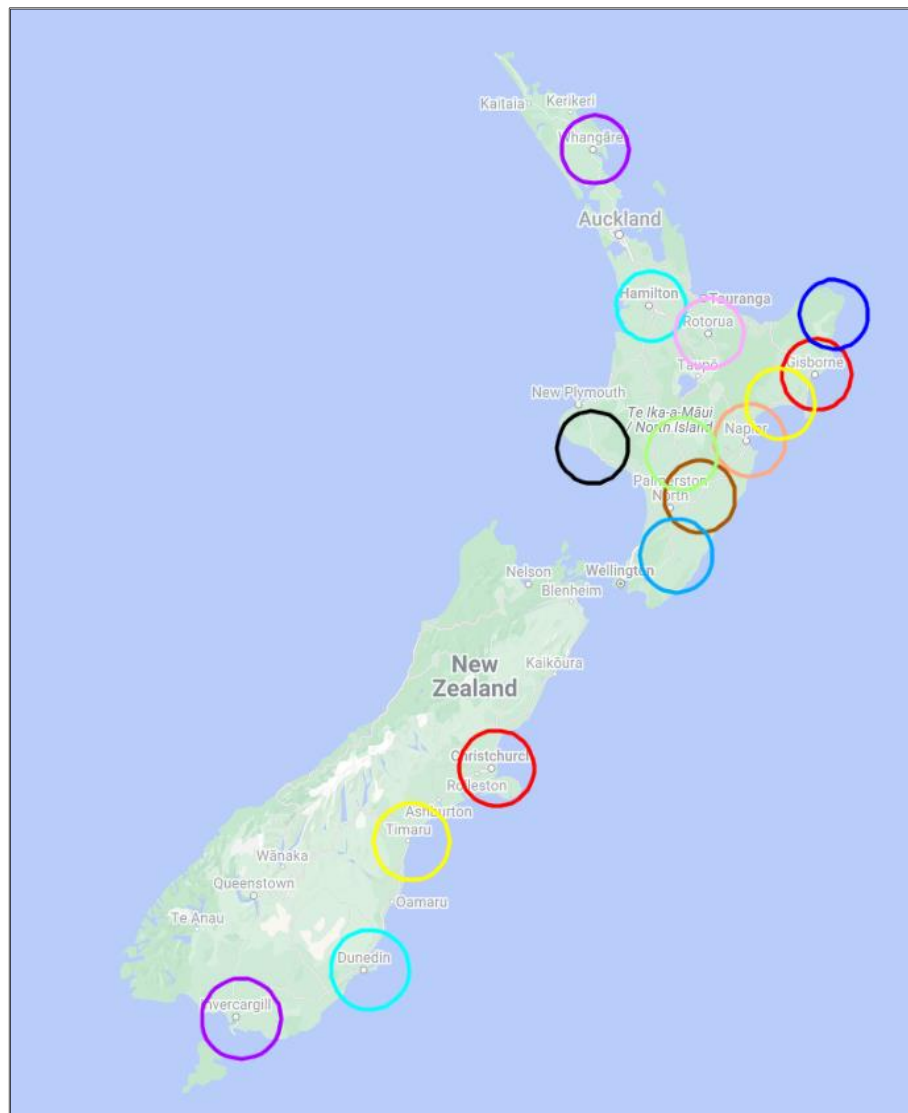 Kaitaia
Kerikeri
Whangārei
Auckland
Hamilton
Tauranga
Rotorua
Gisborne
Taupō
New Plymouth
Te Ika-a-Māui
/ North Island
Napier
Palmerston
North
Wellington
Nelson
Blenheim
New
Zealand
Kaikōura
Christchurch
Rolleston
Ashburton
Timaru
Wānaka
Queenstown
Oamaru
Te Anau
Dunedin
Invercargill